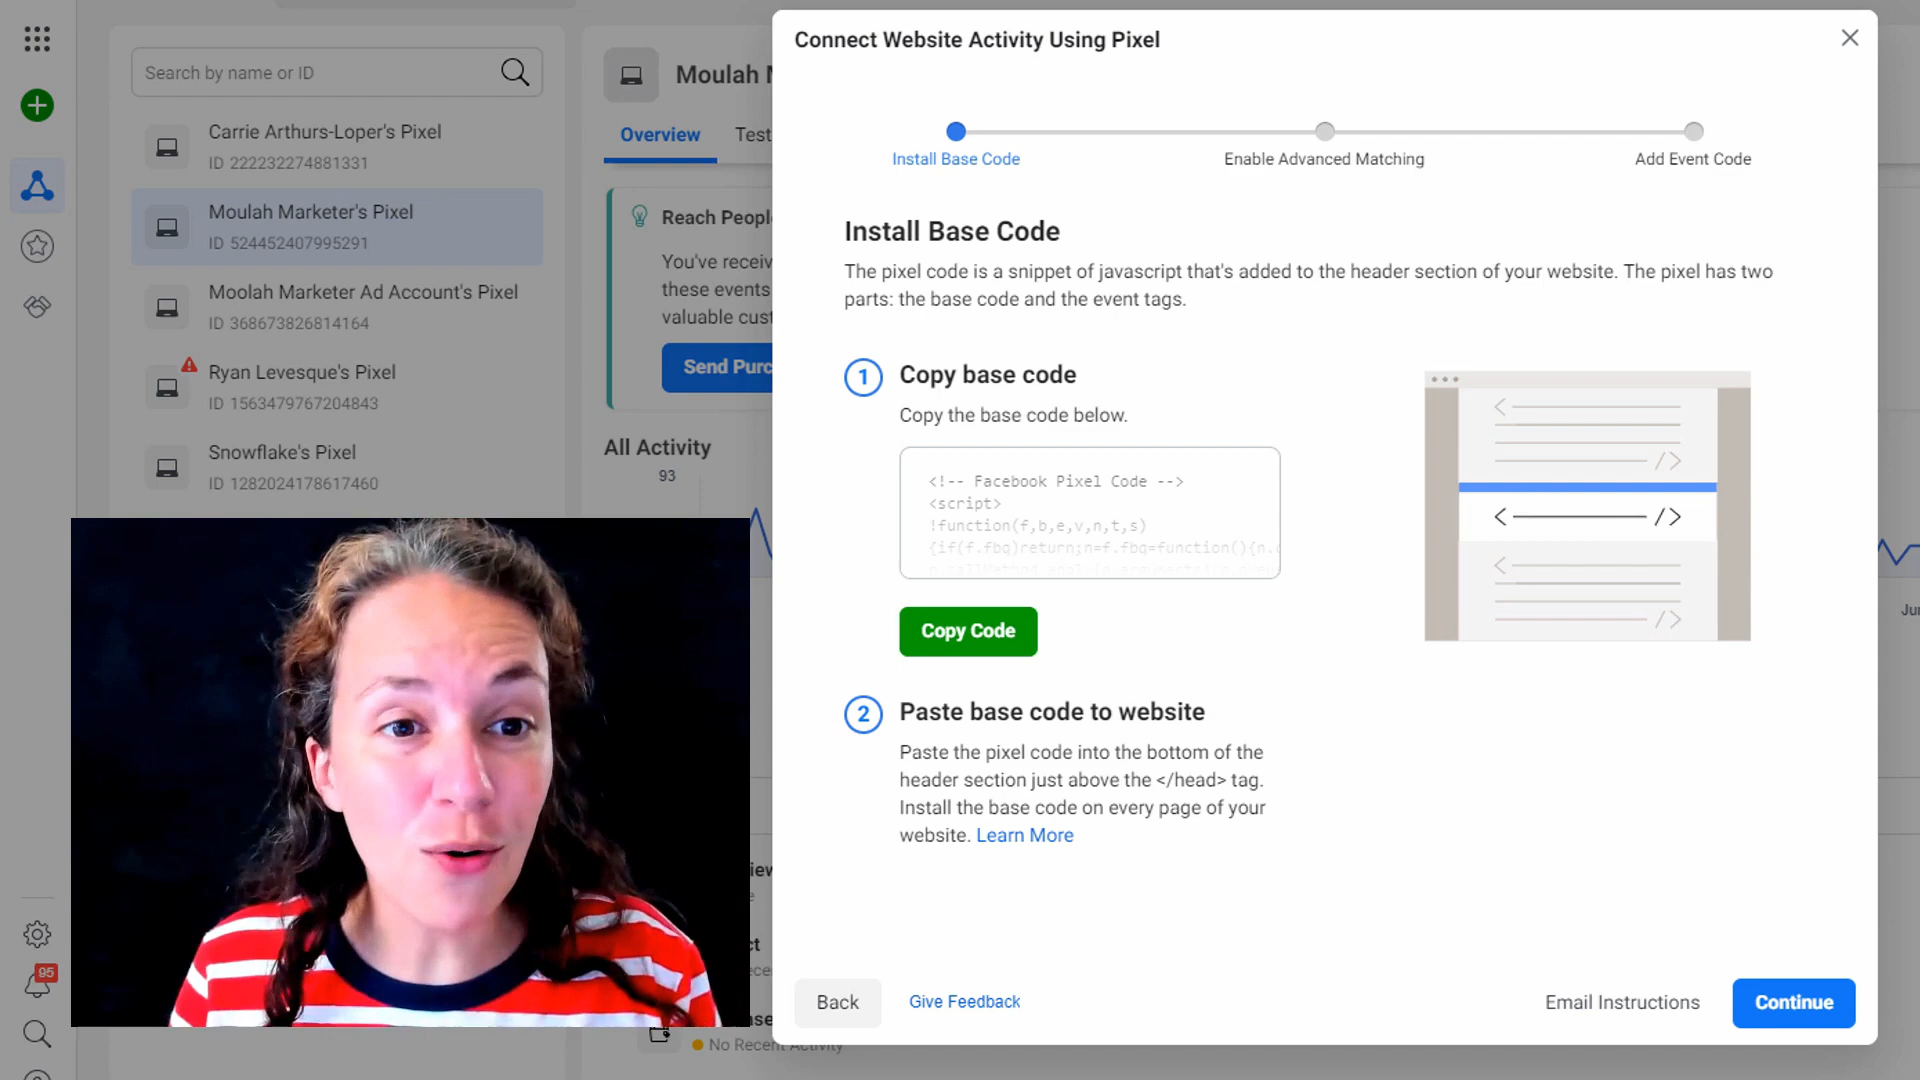 Search by name or ID
Carrie Arthurs-Loper's Pixel
ID 222232274881331
Moulah Marketer's Pixel
ID 524452407995291
Moolah Marketer Ad Account's Pixel
ID 368673826814164
Ryan Levesque's Pixel
ID 1563479767204843
Snowflake's Pixel
ID 1282024178617460
95
Moulah
Overview
Test
Reach Peopl
You've receiv
these events
valuable cust
Send Purc
All Activity
93
No Recent Activity
Jun
Connect Website Activity Using Pixel
Install Base Code
Enable Advanced Matching
Add Event Code
Install Base Code
The pixel code is a snippet of javascript that's added to the header section of your website. The pixel has two
parts: the base code and the event tags.
1
Copy base code
Copy the base code below.
<!-- Facebook Pixel Code -->
<script>
!function(f,b,e,v,n,t,s)
{if(f.fbq)return;n=f.fbq=function(){n.
Copy Code
2
Paste base code to website
Paste the pixel code into the bottom of the
header section just above the </head> tag.
Install the base code on every page of your
website. Learn More
Back
Give Feedback
Email Instructions
Continue